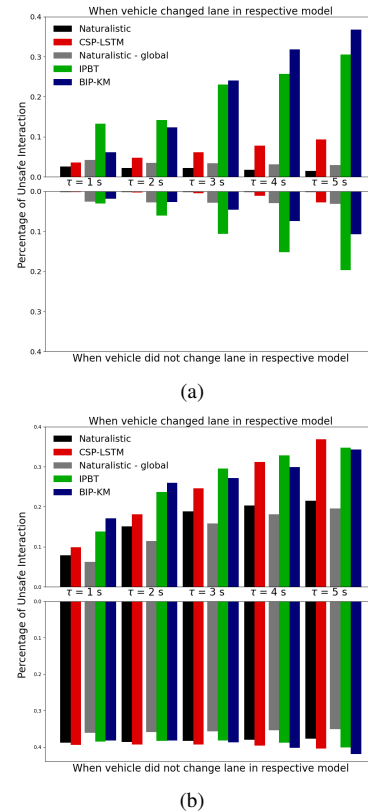 When vehicle changed lane in respective model
0.4
Naturalistic
CSP-LSTM
Naturalistic - global
IPBT
BIP-KM
0.3
0.2
0.1
0.0
τ = 1 s τ = 2 s τ = 3 s τ = 4 s τ = 5 s
Percentage of Unsafe Interaction
0.0
0.1
0.2
0.3
0.4
When vehicle did not change lane in respective model
(a)
When vehicle changed lane in respective model
0.4
Naturalistic
CSP-LSTM
Naturalistic - global
IPBT
BIP-KM
0.3
0.2
0.1
0.0
τ = 1 s τ = 2 s τ = 3 s τ = 4 s τ = 5 s
Percentage of Unsafe Interaction
0.0
0.1
0.2
0.3
0.4
When vehicle did not change lane in respective model
(b)